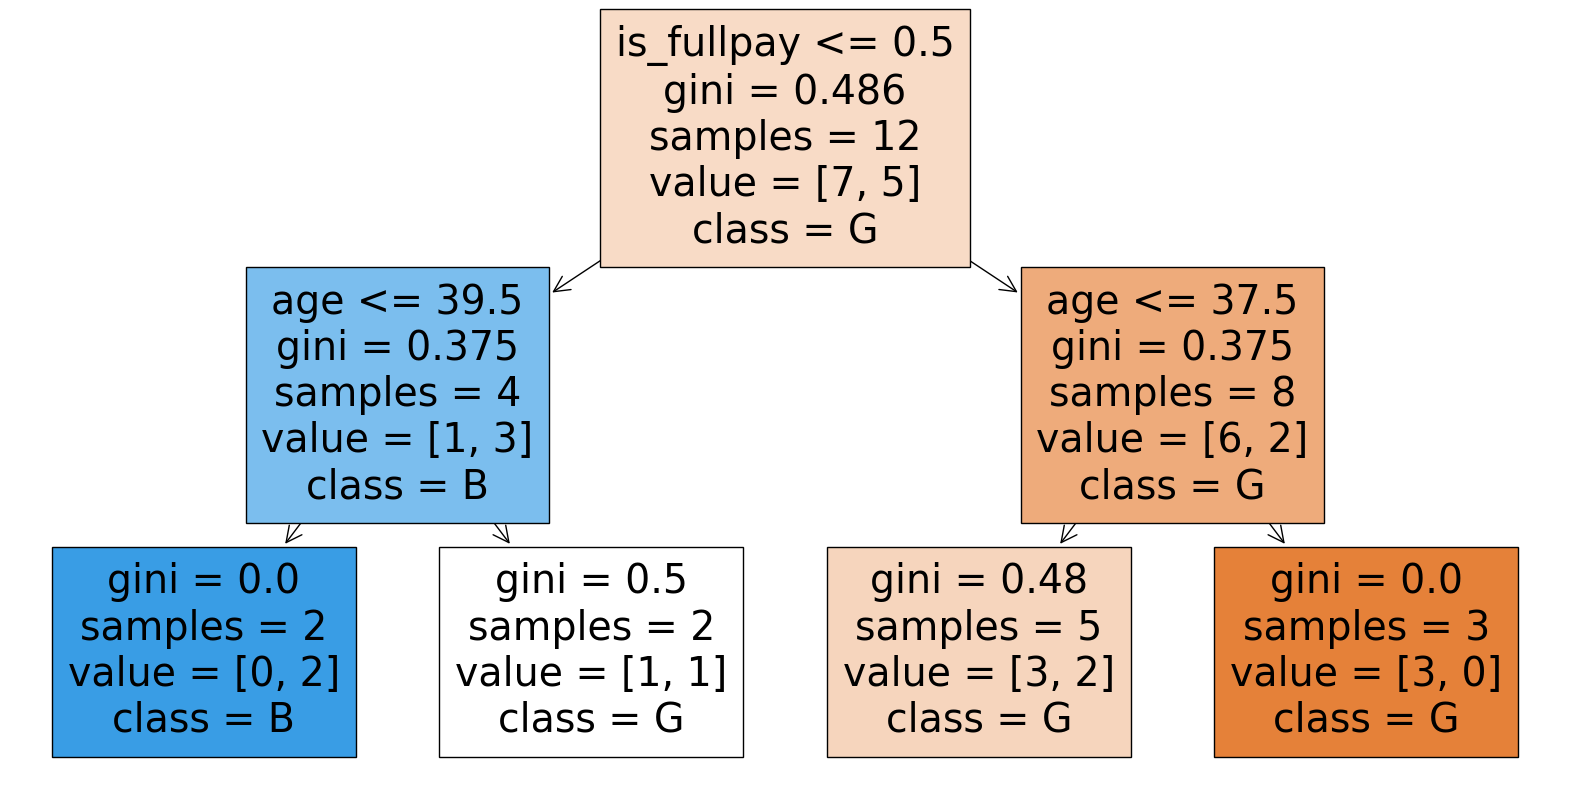 is_fullpay <= 0.5
gini = 0.486
samples = 12
value = [7, 5]
class = G
age <= 39.5
gini = 0.375
samples = 4
value = [1, 3]
class = B
age <= 37.5
gini = 0.375
samples = 8
value = [6, 2]
class = G
gini = 0.0
samples = 2
value = [0, 2]
class = B
gini = 0.5
samples = 2
value = [1, 1]
class = G
gini = 0.48
samples = 5
value = [3, 2]
class = G
gini = 0.0
samples = 3
value = [3, 0]
class = G